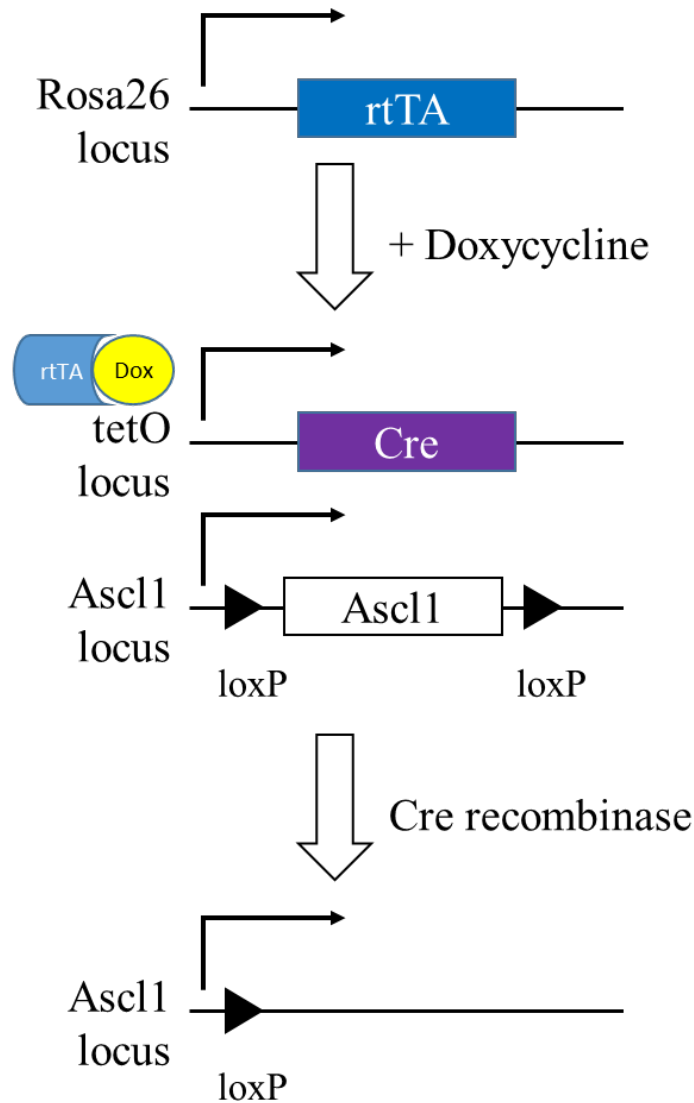 Rosa26
locus
rtTA
+ Doxycycline
rtTA
Dox
tetO
locus
Cre
Ascl1
locus
Ascl1
loxP
loxP
Cre recombinase
Ascl1
locus
loxP